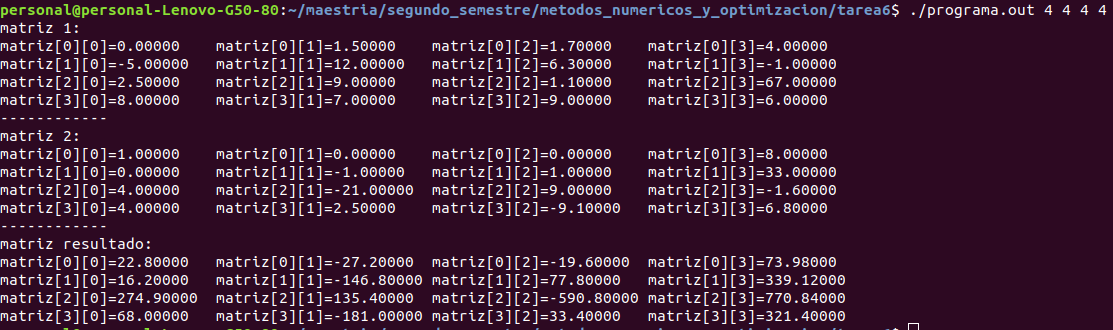 personal@personal-Lenovo-G50-80:~/maestria/segundo_semestre/metodos_numericos_y_optimizacion/tarea6$ ./programa.out 4 4 4 4
matriz 1:
matriz[0][0]=0.00000 matriz[0][1]=1.50000 matriz[0][2]=1.70000 matriz[0][3]=4.00000
matriz[1][0]=-5.00000 matriz[1][1]=12.00000 matriz[1][2]=6.30000 matriz[1][3]=-1.00000
matriz[2][0]=2.50000 matriz[2][1]=9.00000 matriz[2][2]=1.10000 matriz[2][3]=67.00000
matriz[3][0]=8.00000 matriz[3][1]=7.00000 matriz[3][2]=9.00000 matriz[3][3]=6.00000
------------
matriz 2:
matriz[0][0]=1.00000 matriz[0][1]=0.00000 matriz[0][2]=0.00000 matriz[0][3]=8.00000
matriz[1][0]=0.00000 matriz[1][1]=-1.00000 matriz[1][2]=1.00000 matriz[1][3]=33.00000
matriz[2][0]=4.00000 matriz[2][1]=-21.00000 matriz[2][2]=9.00000 matriz[2][3]=-1.60000
matriz[3][0]=4.00000 matriz[3][1]=2.50000 matriz[3][2]=-9.10000 matriz[3][3]=6.80000
------------
matriz resultado:
matriz[0][0]=22.80000 matriz[0][1]=-27.20000 matriz[0][2]=-19.60000 matriz[0][3]=73.98000
matriz[1][0]=16.20000 matriz[1][1]=-146.80000 matriz[1][2]=77.80000 matriz[1][3]=339.12000
matriz[2][0]=274.90000 matriz[2][1]=135.40000 matriz[2][2]=-590.80000 matriz[2][3]=770.84000
matriz[3][0]=68.00000 matriz[3][1]=-181.00000 matriz[3][2]=33.40000 matriz[3][3]=321.40000